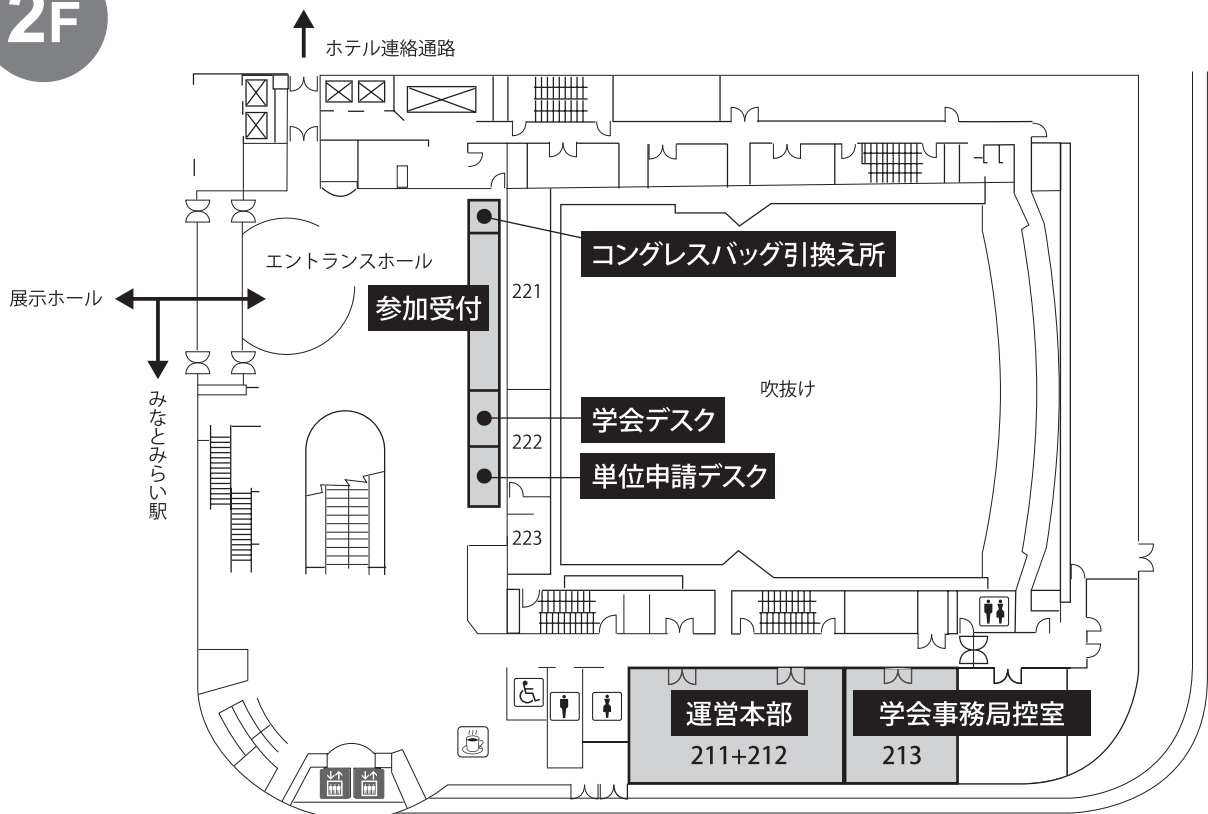 2F
ホテル連絡通路
コングレスバッグ引換え所
エントランスホール
展示ホール
参加受付
221
吹抜け
みなとみらい駅
学会デスク
222
単位申請デスク
223
運営本部
学会事務局控室
211+212
213